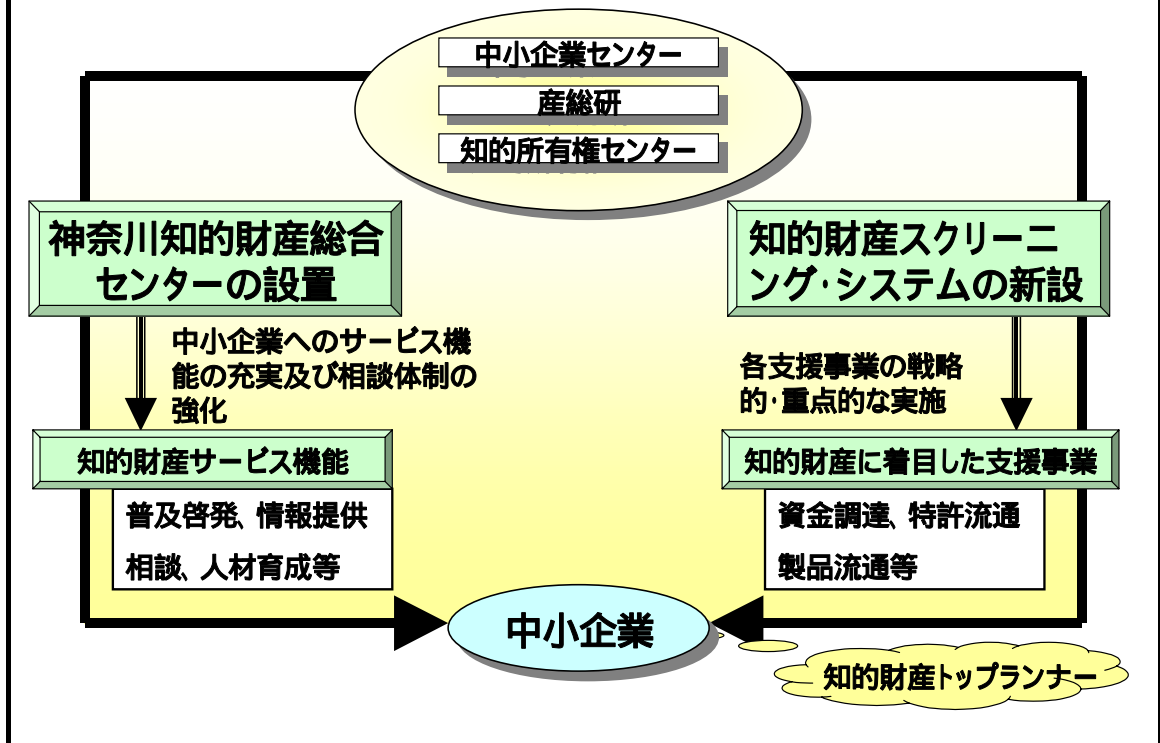 中小企業センター
産総研
知的所有権センター
神奈川知的財産総合
センターの設置
中小企業へのサービス機
能の充実及び相談体制の
強化
知的財産サービス機能
普及啓発、情報提供
相談、人材育成等
知的財産スクリーニ
ング・システムの新設
各支援事業の戦略
的・重点的な実施
知的財産に着目した支援事業
資金調達、特許流通
製品流通等
中小企業
知的財産トップランナー